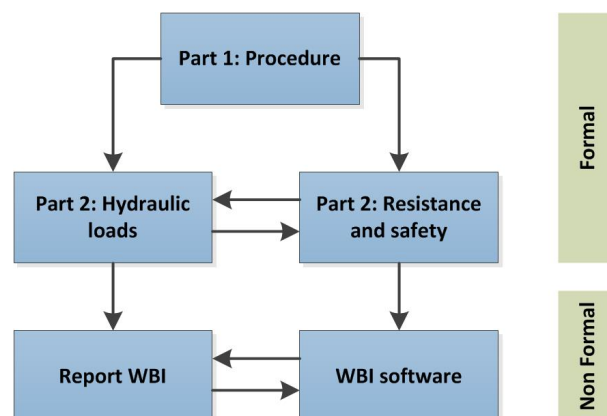 Part 1: Procedure
Part 2: Hydraulic
loads
Part 2: Resistance
and safety
Report WBI
WBI software
Formal
Non Formal